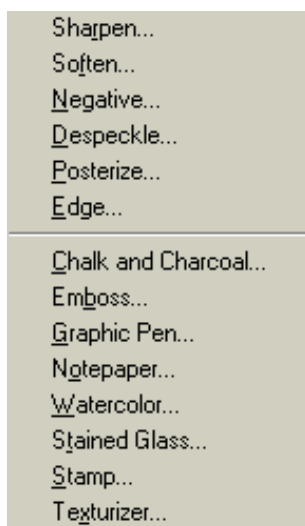 Sharpen...
Soften...
Negative...
Despeckle...
Posterize...
Edge...
Chalk and Charcoal...
Emboss...
Graphic Pen...
Notepaper...
Watercolor...
Stained Glass...
Stamp...
Texturizer...